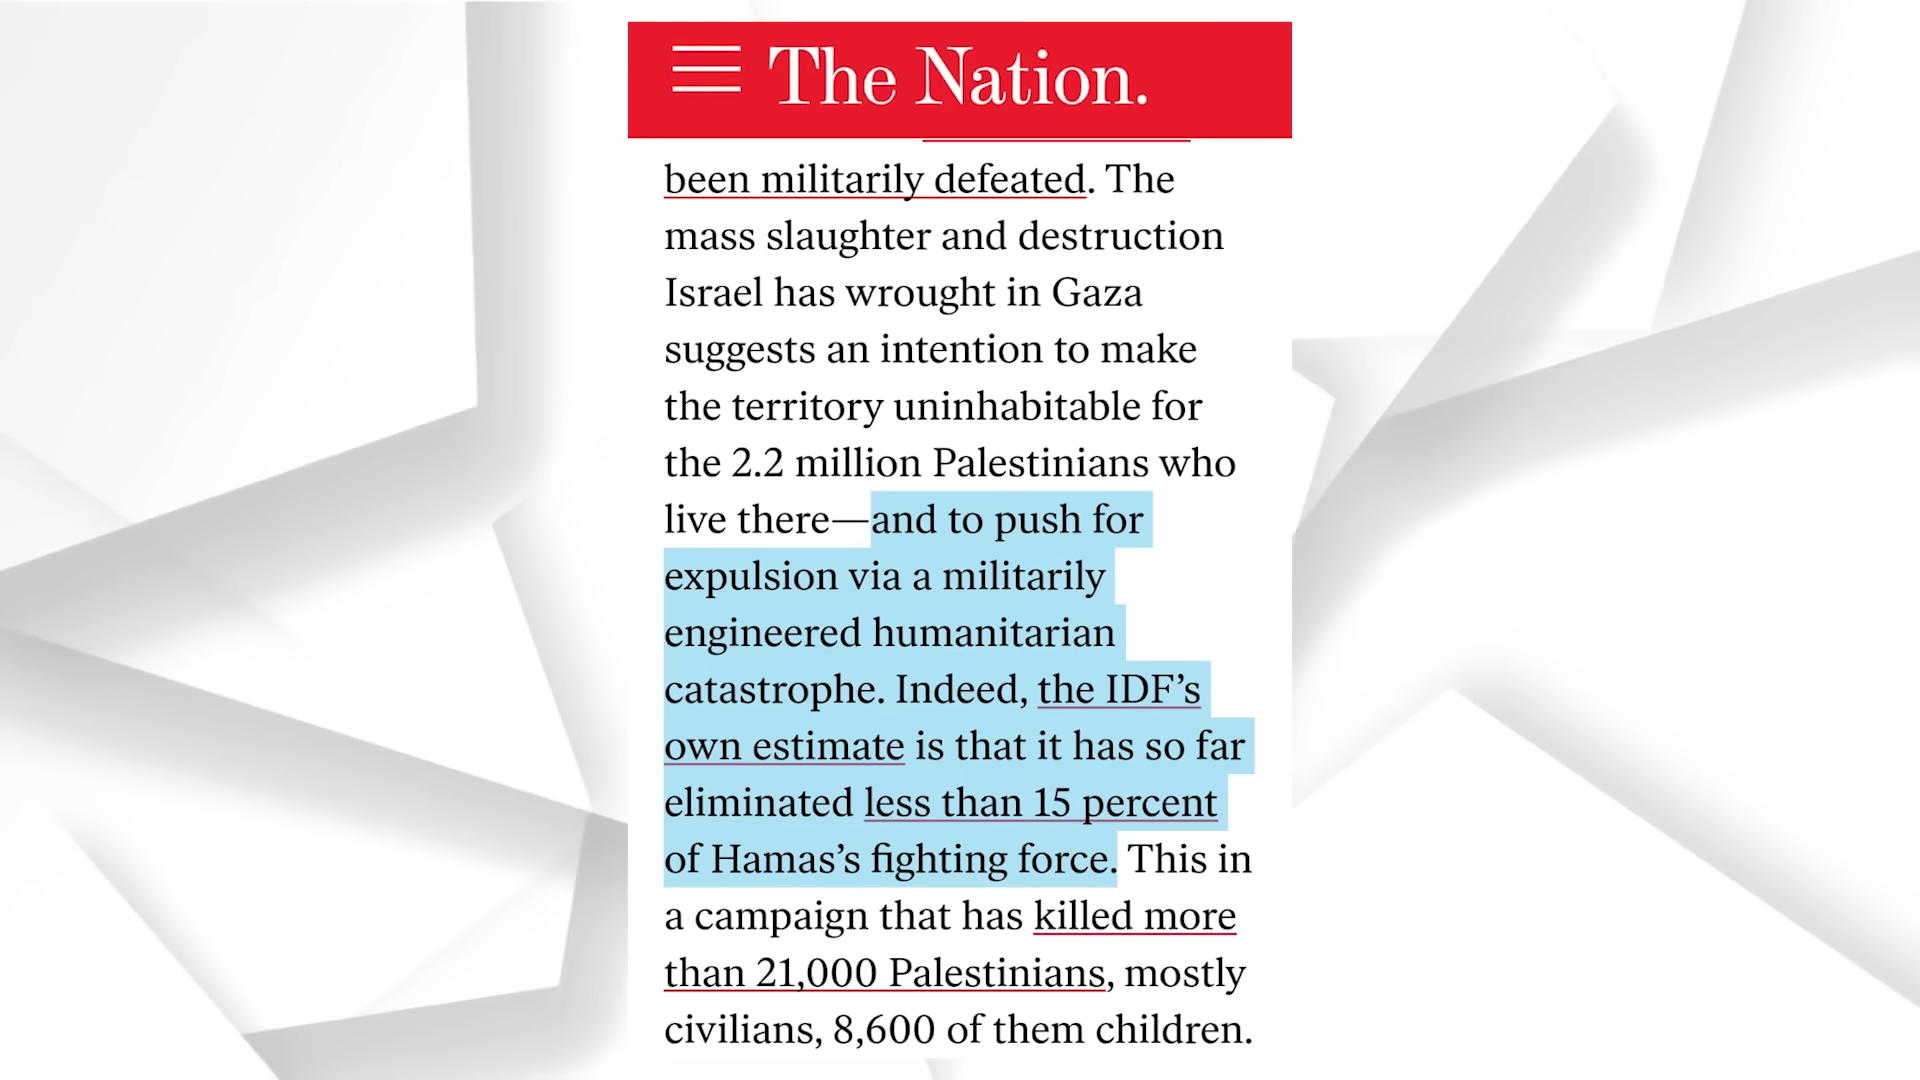 The Nation.
been militarily defeated. The
mass slaughter and destruction
Israel has wrought in Gaza
suggests an intention to make
the territory uninhabitable for
the 2.2 million Palestinians who
live there—and to push for
expulsion via a militarily
engineered humanitarian
catastrophe. Indeed, the IDF’s
own estimate is that it has so far
eliminated less than 15 percent
of Hamas’s fighting force. This in
a campaign that has killed more
than 21,000 Palestinians, mostly
civilians, 8,600 of them children.